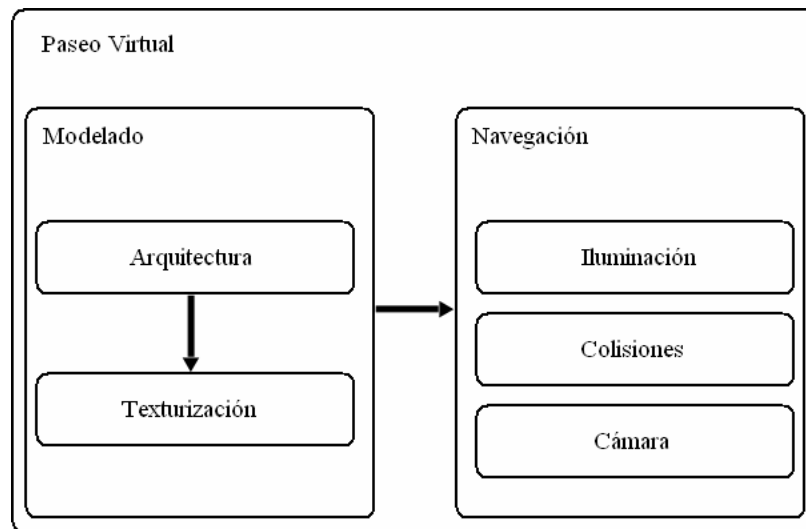 Paseo Virtual
Modelado
Arquitectura
Texturización
Navegación
Iluminación
Colisiones
Cámara